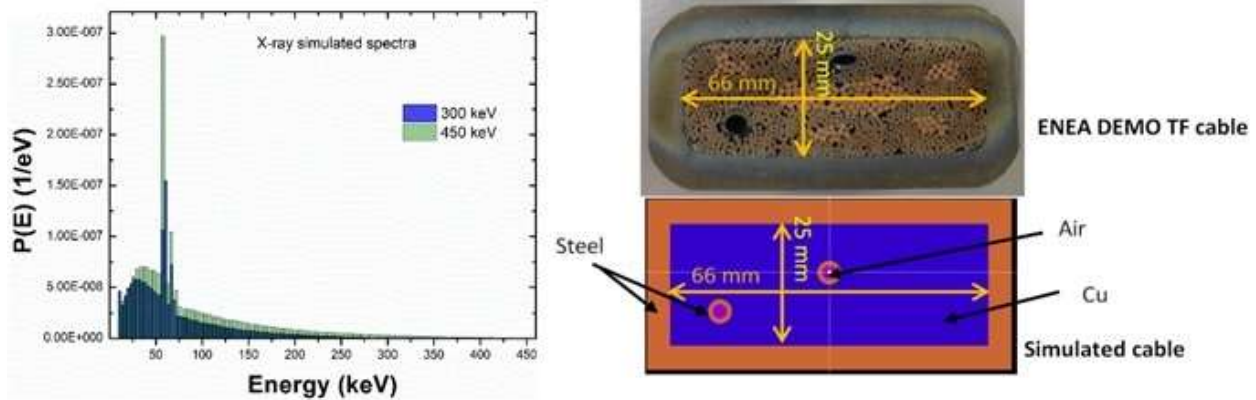 X-ray simulated spectra
300 keV
450 keV
P(E) (1/eV)
3.00E-007
2.50E-007
2.00E-007
1.50E-007
1.00E-007
5.00E-008
0.00E+000
50
100
150
200
250
300
350
400
450
Energy (keV)
66 mm
25 mm
ENEA DEMO TF cable
Steel
66 mm
25 mm
Air
Cu
Simulated cable